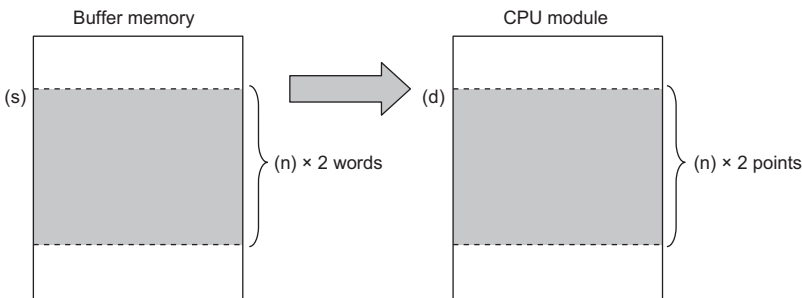 Buffer memory
CPU module
(s)
(d)
(n) × 2 words
(n) × 2 points